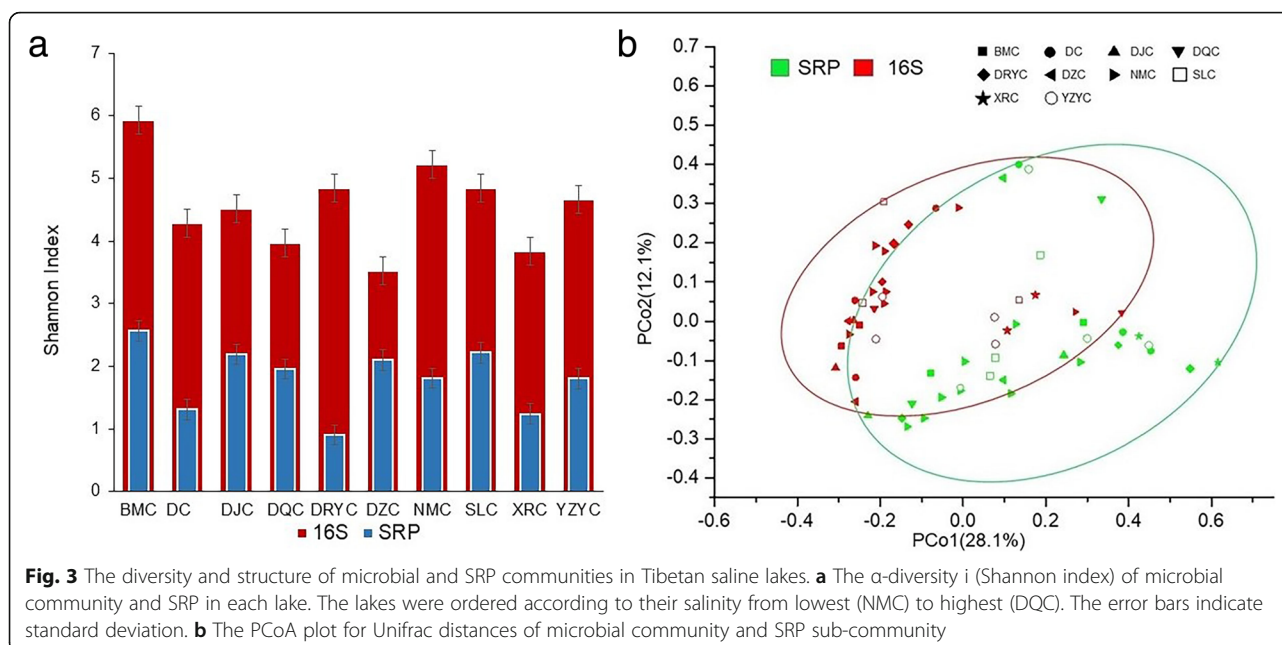 a
7
6
5
4
3
2
1
0
Shannon Index
BMC DC DJC DQC DRYC DZC NMC SLC XRC YZYC
16S SRP
b
0.7
0.6
0.5
0.4
0.3
0.2
0.1
0.0
-0.1
-0.2
-0.3
-0.4
PCo2(12.1%)
SRP 16S
BMC DC DJC DQC
DRYC DZC NMC SLC
XRC YZYC
-0.6 -0.4 -0.2 0.0 0.2 0.4 0.6
PCo1(28.1%)
Fig. 3 The diversity and structure of microbial and SRP communities in Tibetan saline lakes. a The α-diversity i (Shannon index) of microbial
community and SRP in each lake. The lakes were ordered according to their salinity from lowest (NMC) to highest (DQC). The error bars indicate
standard deviation. b The PCoA plot for Unifrac distances of microbial community and SRP sub-community